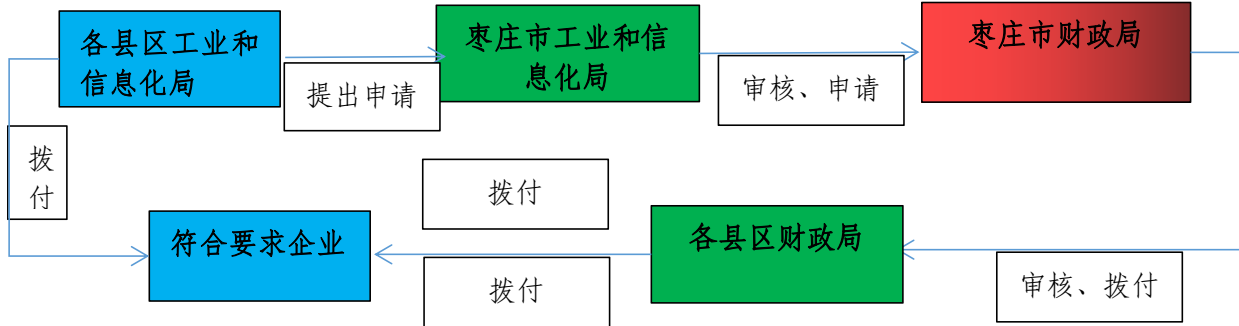 各县区工业和
信息化局
提出申请
枣庄市工业和信
息化局
审核、申请
枣庄市财政局
拨
付
符合要求企业
拨付
拨付
各县区财政局
审核、拨付